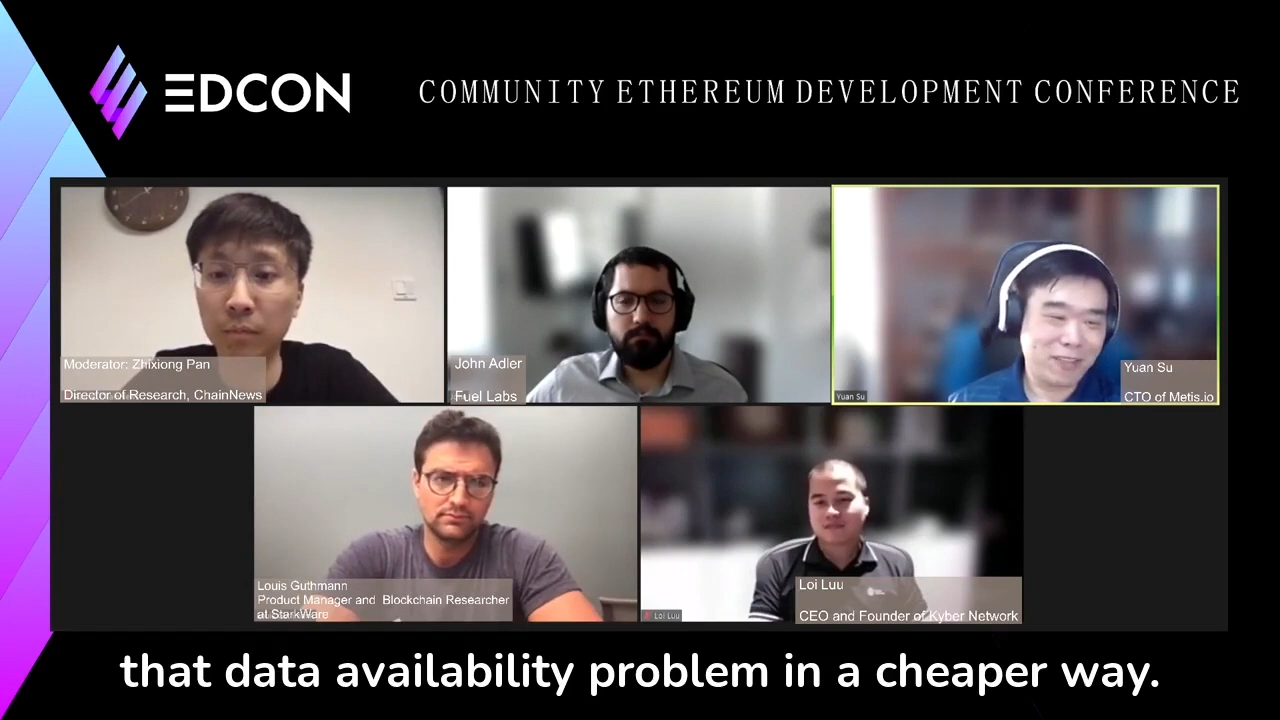 EDCON
COMMUNITY ETHEREUM DEVELOPMENT CONFERENCE
Moderator: Zhixiong Pan
Director of Research, ChainNews
John Adler
Fuel Labs
Yuan Su
Yuan Su
CTO of Metis.io
Louis Guthmann
Product Manager and Blockchain Researcher
at StarkWare
Loi Luu
Loi Luu
CEO and Founder of Kyber Network
that data availability problem in a cheaper way.